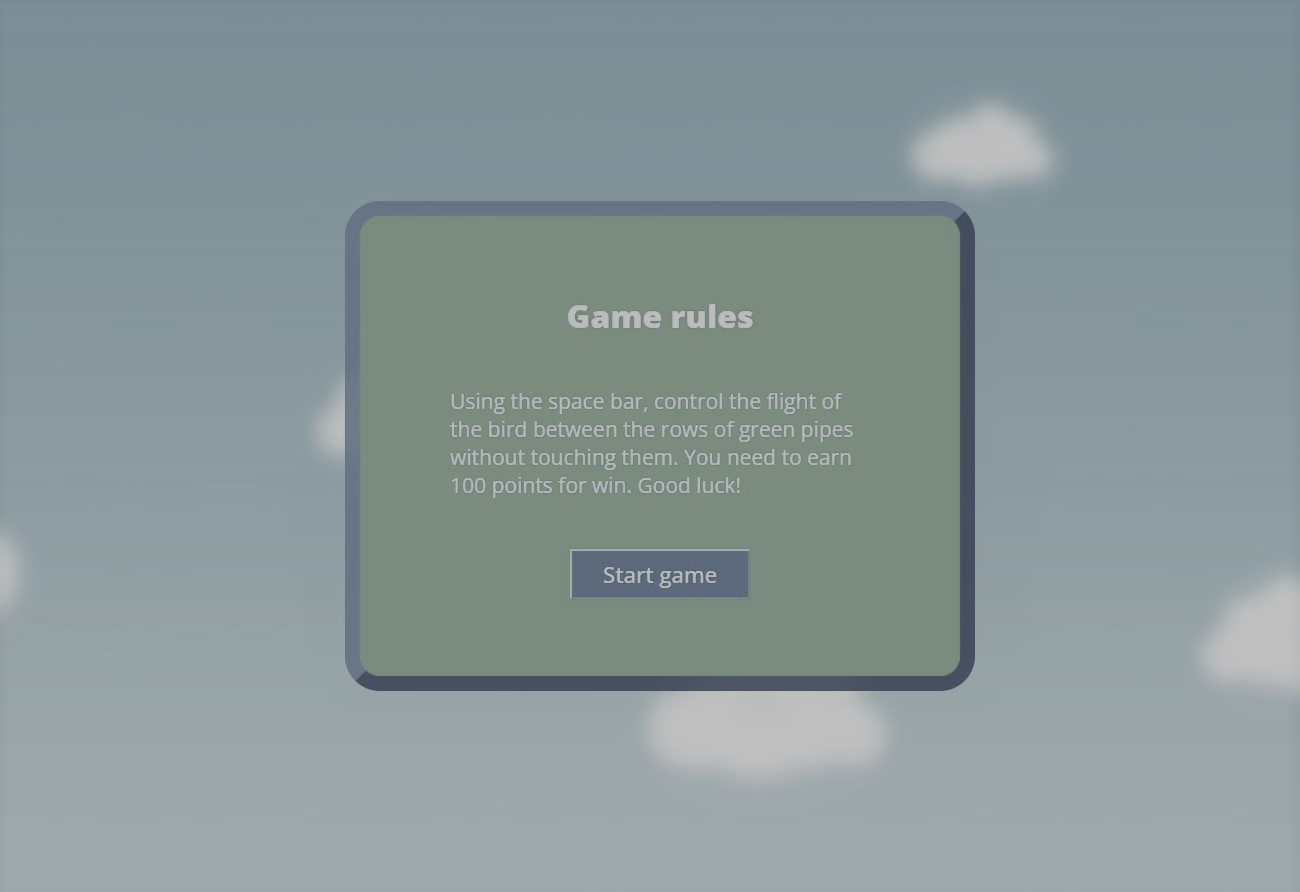 Game rules
Using the space bar, control the flight of
the bird between the rows of green pipes
without touching them. You need to earn
100 points for win. Good luck!
Start game